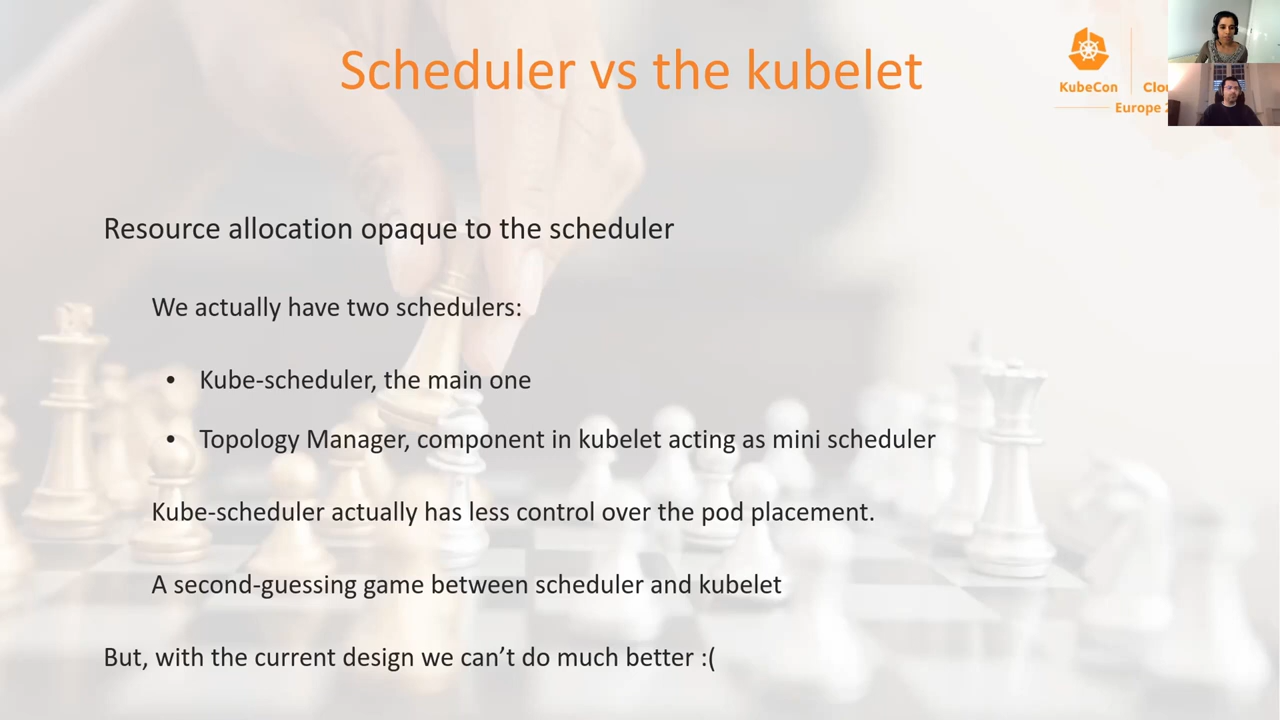 Scheduler vs the kubelet
KubeCon
Europe
Resource allocation opaque to the scheduler
We actually have two schedulers:
• Kube-scheduler, the main one
• Topology Manager, component in kubelet acting as mini scheduler
Kube-scheduler actually has less control over the pod placement.
A second-guessing game between scheduler and kubelet
But, with the current design we can’t do much better :(